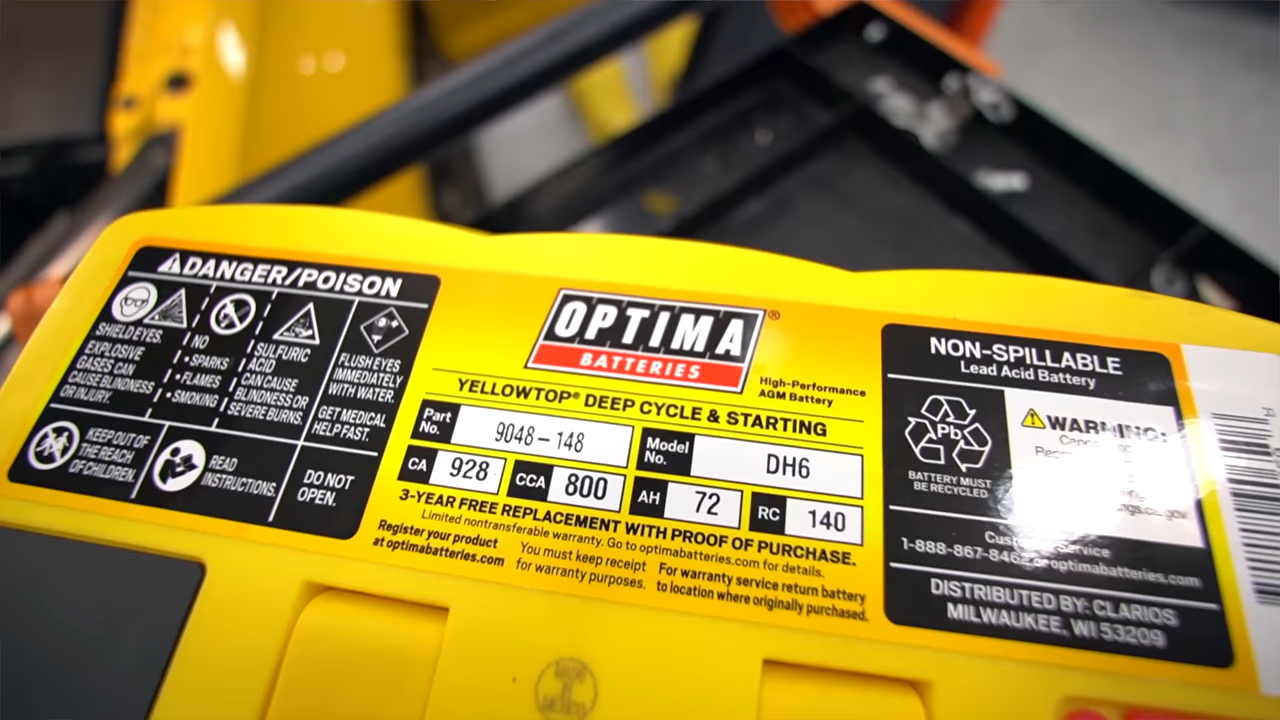 DANGER/POISON
SHIELD EYES.
EXPLOSIVE
GASES CAN
CAUSE BLINDNESS
OR INJURY.
NO
• SPARKS
• FLAMES
• SMOKING
SULFURIC
ACID
CAN CAUSE
BLINDNESS OR
SEVERE BURNS.
FLUSH EYES
IMMEDIATELY
WITH WATER.
GET MEDICAL
HELP FAST.
KEEP OUT OF
THE REACH
OF CHILDREN.
READ
INSTRUCTIONS.
DO NOT
OPEN.
OPTIMA®
BATTERIES
High-Performance
AGM Battery
YELLOWTOP® DEEP CYCLE & STARTING
Part No. 9048-148
Model No. DH6
CA 928 CCA 800 AH 72 RC 140
3-YEAR FREE REPLACEMENT WITH PROOF OF PURCHASE.
Limited nontransferable warranty. Go to optimabatteries.com for details.
Register your product
at optimabatteries.com
You must keep receipt
for warranty purposes.
For warranty service return battery
to location where originally purchased.
NON-SPILLABLE
Lead Acid Battery
Pb
BATTERY MUST
BE RECYCLED
WARNING:
Service
1-888-867-8462 or optimabatteries.com
DISTRIBUTED BY: CLARIOS
MILWAUKEE, WI 53209
MADE
IN
MEXICO